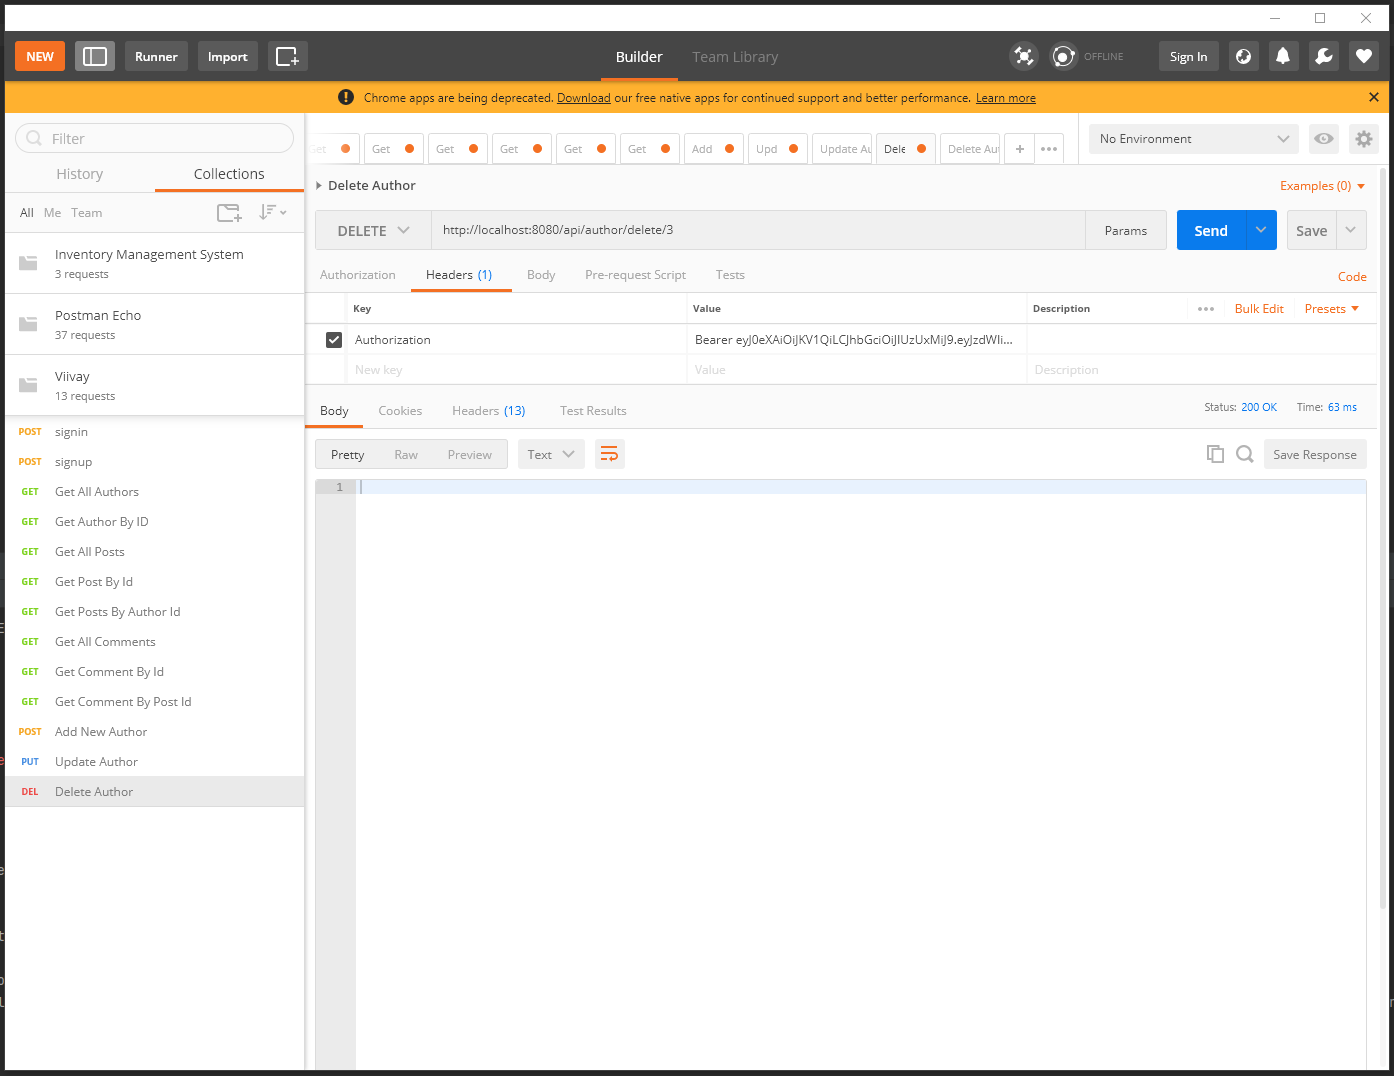 NEW
Runner
Import
Builder
Team Library
OFFLINE
Sign In
Chrome apps are being deprecated. Download our free native apps for continued support and better performance. Learn more
Filter
History
Collections
All Me Team
Inventory Management System
3 requests
Postman Echo
37 requests
Viivay
13 requests
POST signin
POST signup
GET Get All Authors
GET Get Author By ID
GET Get All Posts
GET Get Post By Id
GET Get Posts By Author Id
GET Get All Comments
GET Get Comment By Id
GET Get Comment By Post Id
POST Add New Author
PUT Update Author
DEL Delete Author
Get Get Get Get Get Get Add Upd Update Au Dele Delete Aut
No Environment
Delete Author
Examples (0)
DELETE
http://localhost:8080/api/author/delete/3
Params
Send
Save
Authorization Headers (1) Body Pre-request Script Tests
Code
Key Value Description
Bulk Edit Presets
Authorization Bearer eyJ0eXAiOiJKV1QiLCJhbGciOiJIUzUxMiJ9.eyJzdWIi...
New key Value Description
Body Cookies Headers (13) Test Results
Status: 200 OK Time: 63 ms
Pretty Raw Preview
Text
Save Response
1